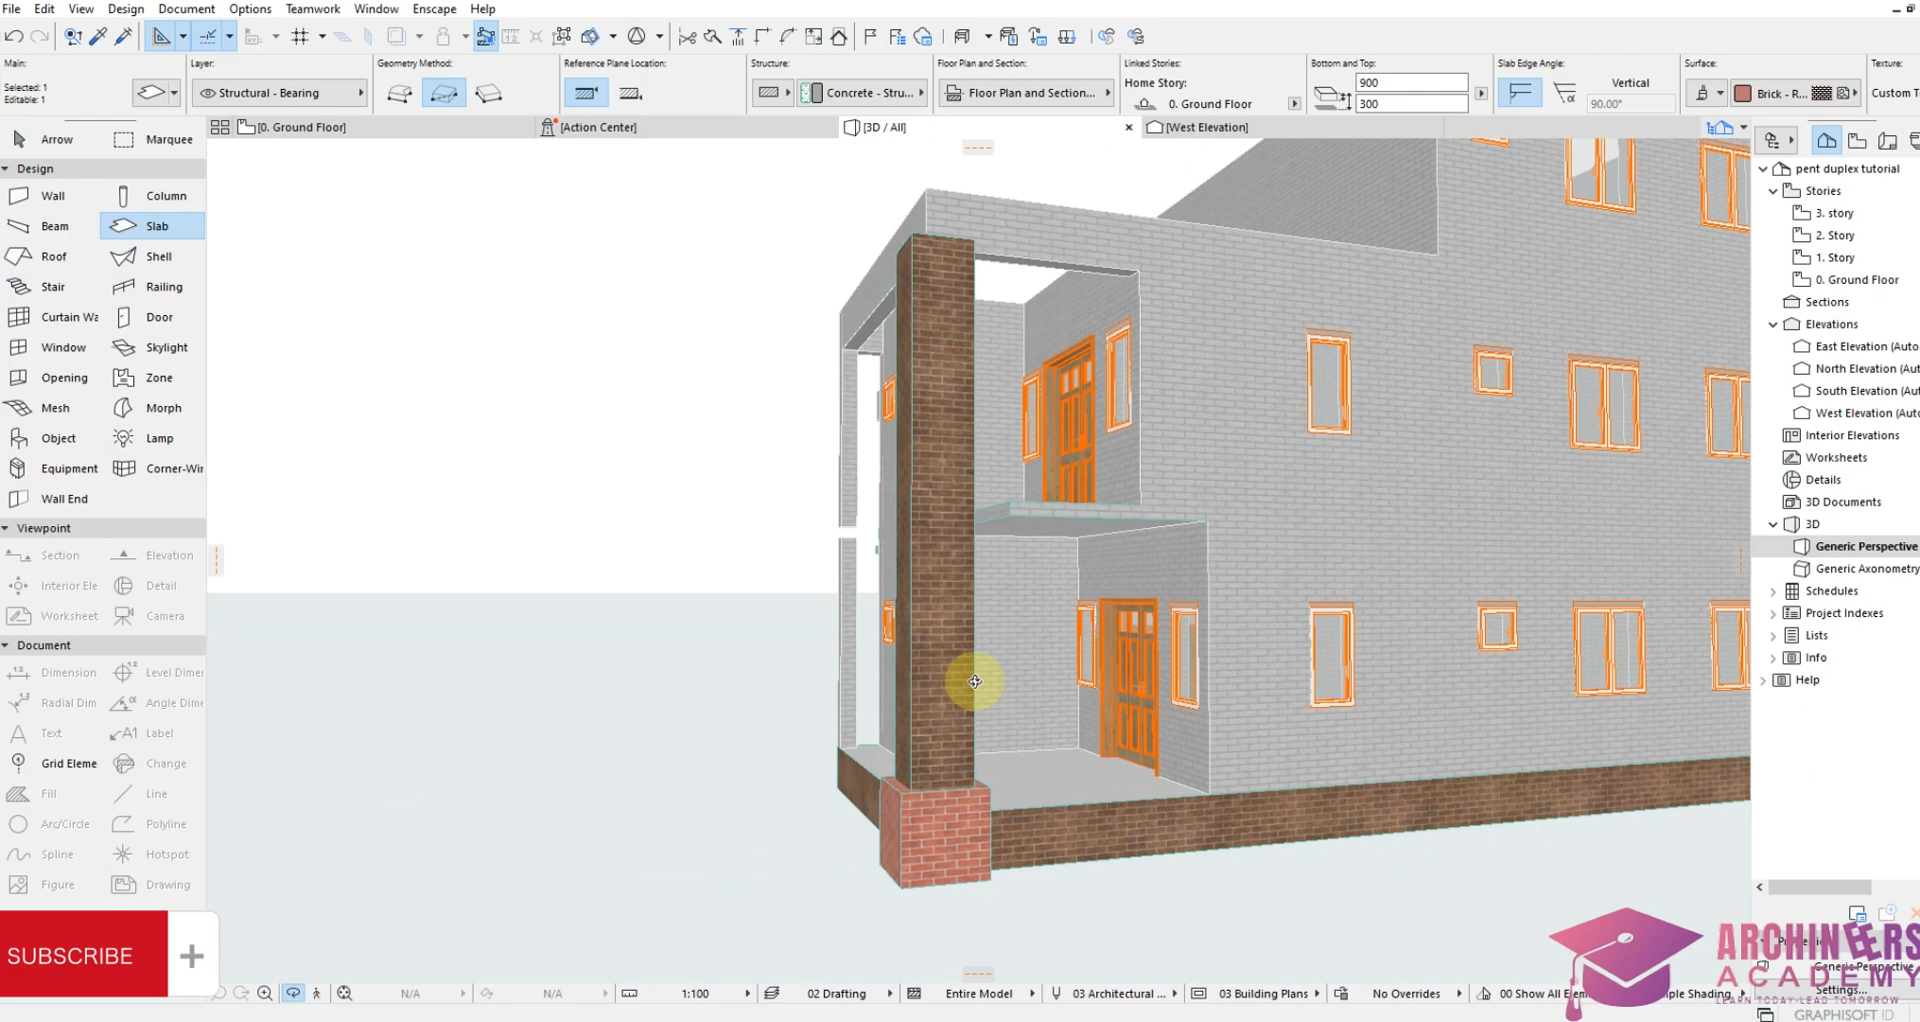 File Edit View Design Document Options Teamwork Window Enscape Help
Main:
Selected: 1
Editable: 1
Layer:
Structural - Bearing
Geometry Method:
Reference Plane Location:
Structure:
Concrete - Stru...
Floor Plan and Section:
Floor Plan and Section...
Linked Stories:
Home Story:
0. Ground Floor
Bottom and Top:
900
300
Slab Edge Angle:
Vertical
90.00°
Surface:
Brick - R...
Texture:
Custom T
[0. Ground Floor]
[Action Center]
[3D / All]
[West Elevation]
Arrow
Marquee
Design
Wall
Column
Beam
Slab
Roof
Shell
Stair
Railing
Curtain Wa
Door
Window
Skylight
Opening
Zone
Mesh
Morph
Object
Lamp
Equipment
Corner-Wir
Wall End
Viewpoint
Section
Elevation
Interior Ele
Detail
Worksheet
Camera
Document
Dimension
Level Dime
Radial Dim
Angle Dime
Text
Label
Grid Eleme
Change
Fill
Line
Arc/Circle
Polyline
Spline
Hotspot
Figure
Drawing
SUBSCRIBE
pent duplex tutorial
Stories
3. story
2. Story
1. Story
0. Ground Floor
Sections
Elevations
East Elevation (Auto
North Elevation (Aut
South Elevation (Aut
West Elevation (Auto
Interior Elevations
Worksheets
Details
3D Documents
3D
Generic Perspective
Generic Axonometry
Schedules
Project Indexes
Lists
Info
Help
ARCHINEERS
ACADEMY
LEARN TODAY-LEAD TOMORROW
Generic Perspective
Settings...
N/A
N/A
1:100
02 Drafting
Entire Model
03 Architectural ...
03 Building Plans
No Overrides
00 Show All Elem
ple Shading
GRAPHISOFT ID